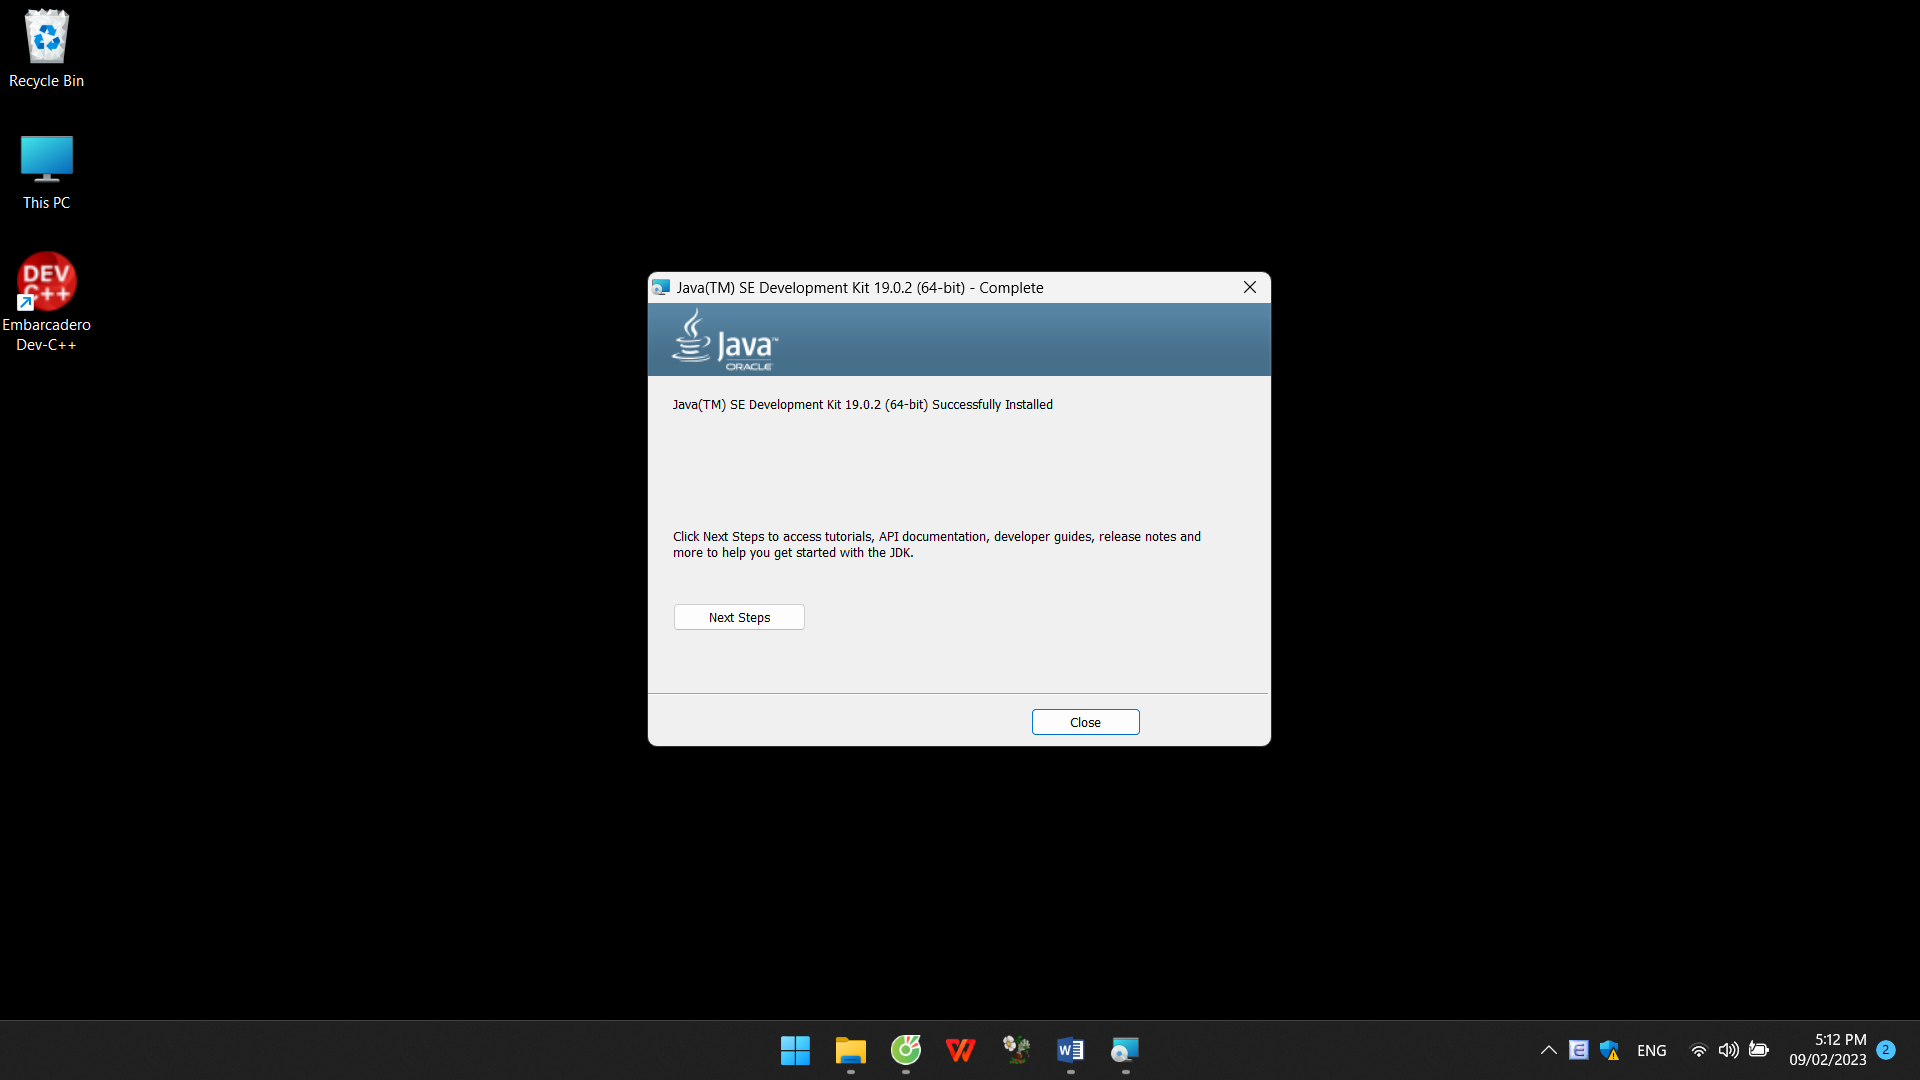 Recycle Bin
This PC
DEV
C++
Embarcadero
Dev-C++
Java(TM) SE Development Kit 19.0.2 (64-bit) - Complete
Java™
ORACLE
Java(TM) SE Development Kit 19.0.2 (64-bit) Successfully Installed
Click Next Steps to access tutorials, API documentation, developer guides, release notes and
more to help you get started with the JDK.
Next Steps
Close
W
W
E
ENG
5:12 PM
09/02/2023
2